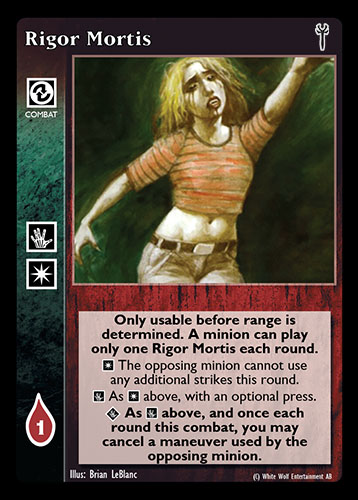 Rigor Mortis
COMBAT
Only usable before range is
determined. A minion can play
only one Rigor Mortis each round.
The opposing minion cannot use
any additional strikes this round.
As above, with an optional press.
As above, and once each
round this combat, you may
cancel a maneuver used by the
opposing minion.
1
Illus: Brian LeBlanc
(C) White Wolf Entertainment AB